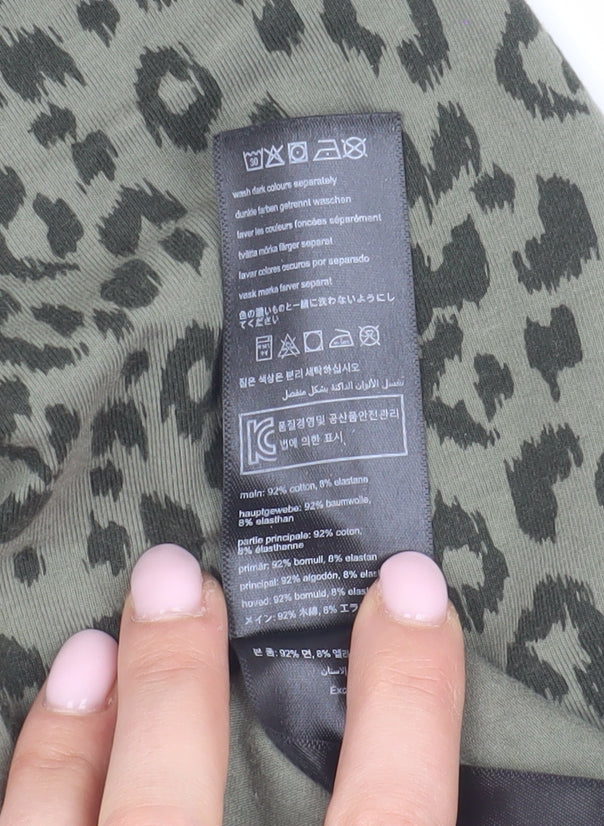 30
wash dark colours separately
dunkle farben getrennt waschen
laver les couleurs foncées séparément
tvätta mörka färger separat
lavar colores oscuros por separado
vask mørke farver separat
色の濃いものと一緒に洗わないようにし
てください
짙은 색상은 분리 세탁하십시오
تغسل الألوان الداكنة بشكل منفصل
KC 품질경영및 공산품안전관리
법에 의한 표시
main: 92% cotton, 8% elastane
hauptgewebe: 92% baumwolle,
8% elasthan
partie principale: 92% coton,
8% élasthanne
primär: 92% bomull, 8% elastan
principal: 92% algodón, 8%
hoved: 92% bomuld, 8%
メイン: 92% 木綿, 8%
본 품: 92% 면, 8%